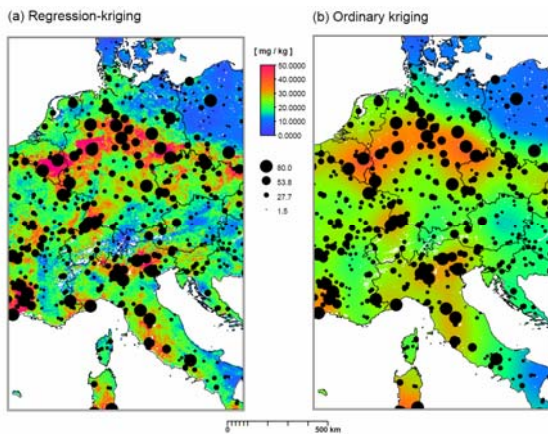 (a) Regression-kriging
(b) Ordinary kriging
[ mg / kg ]
50.0000
40.0000
30.0000
20.0000
10.0000
0.0000
80.0
53.8
27.7
1.5
0
500 km